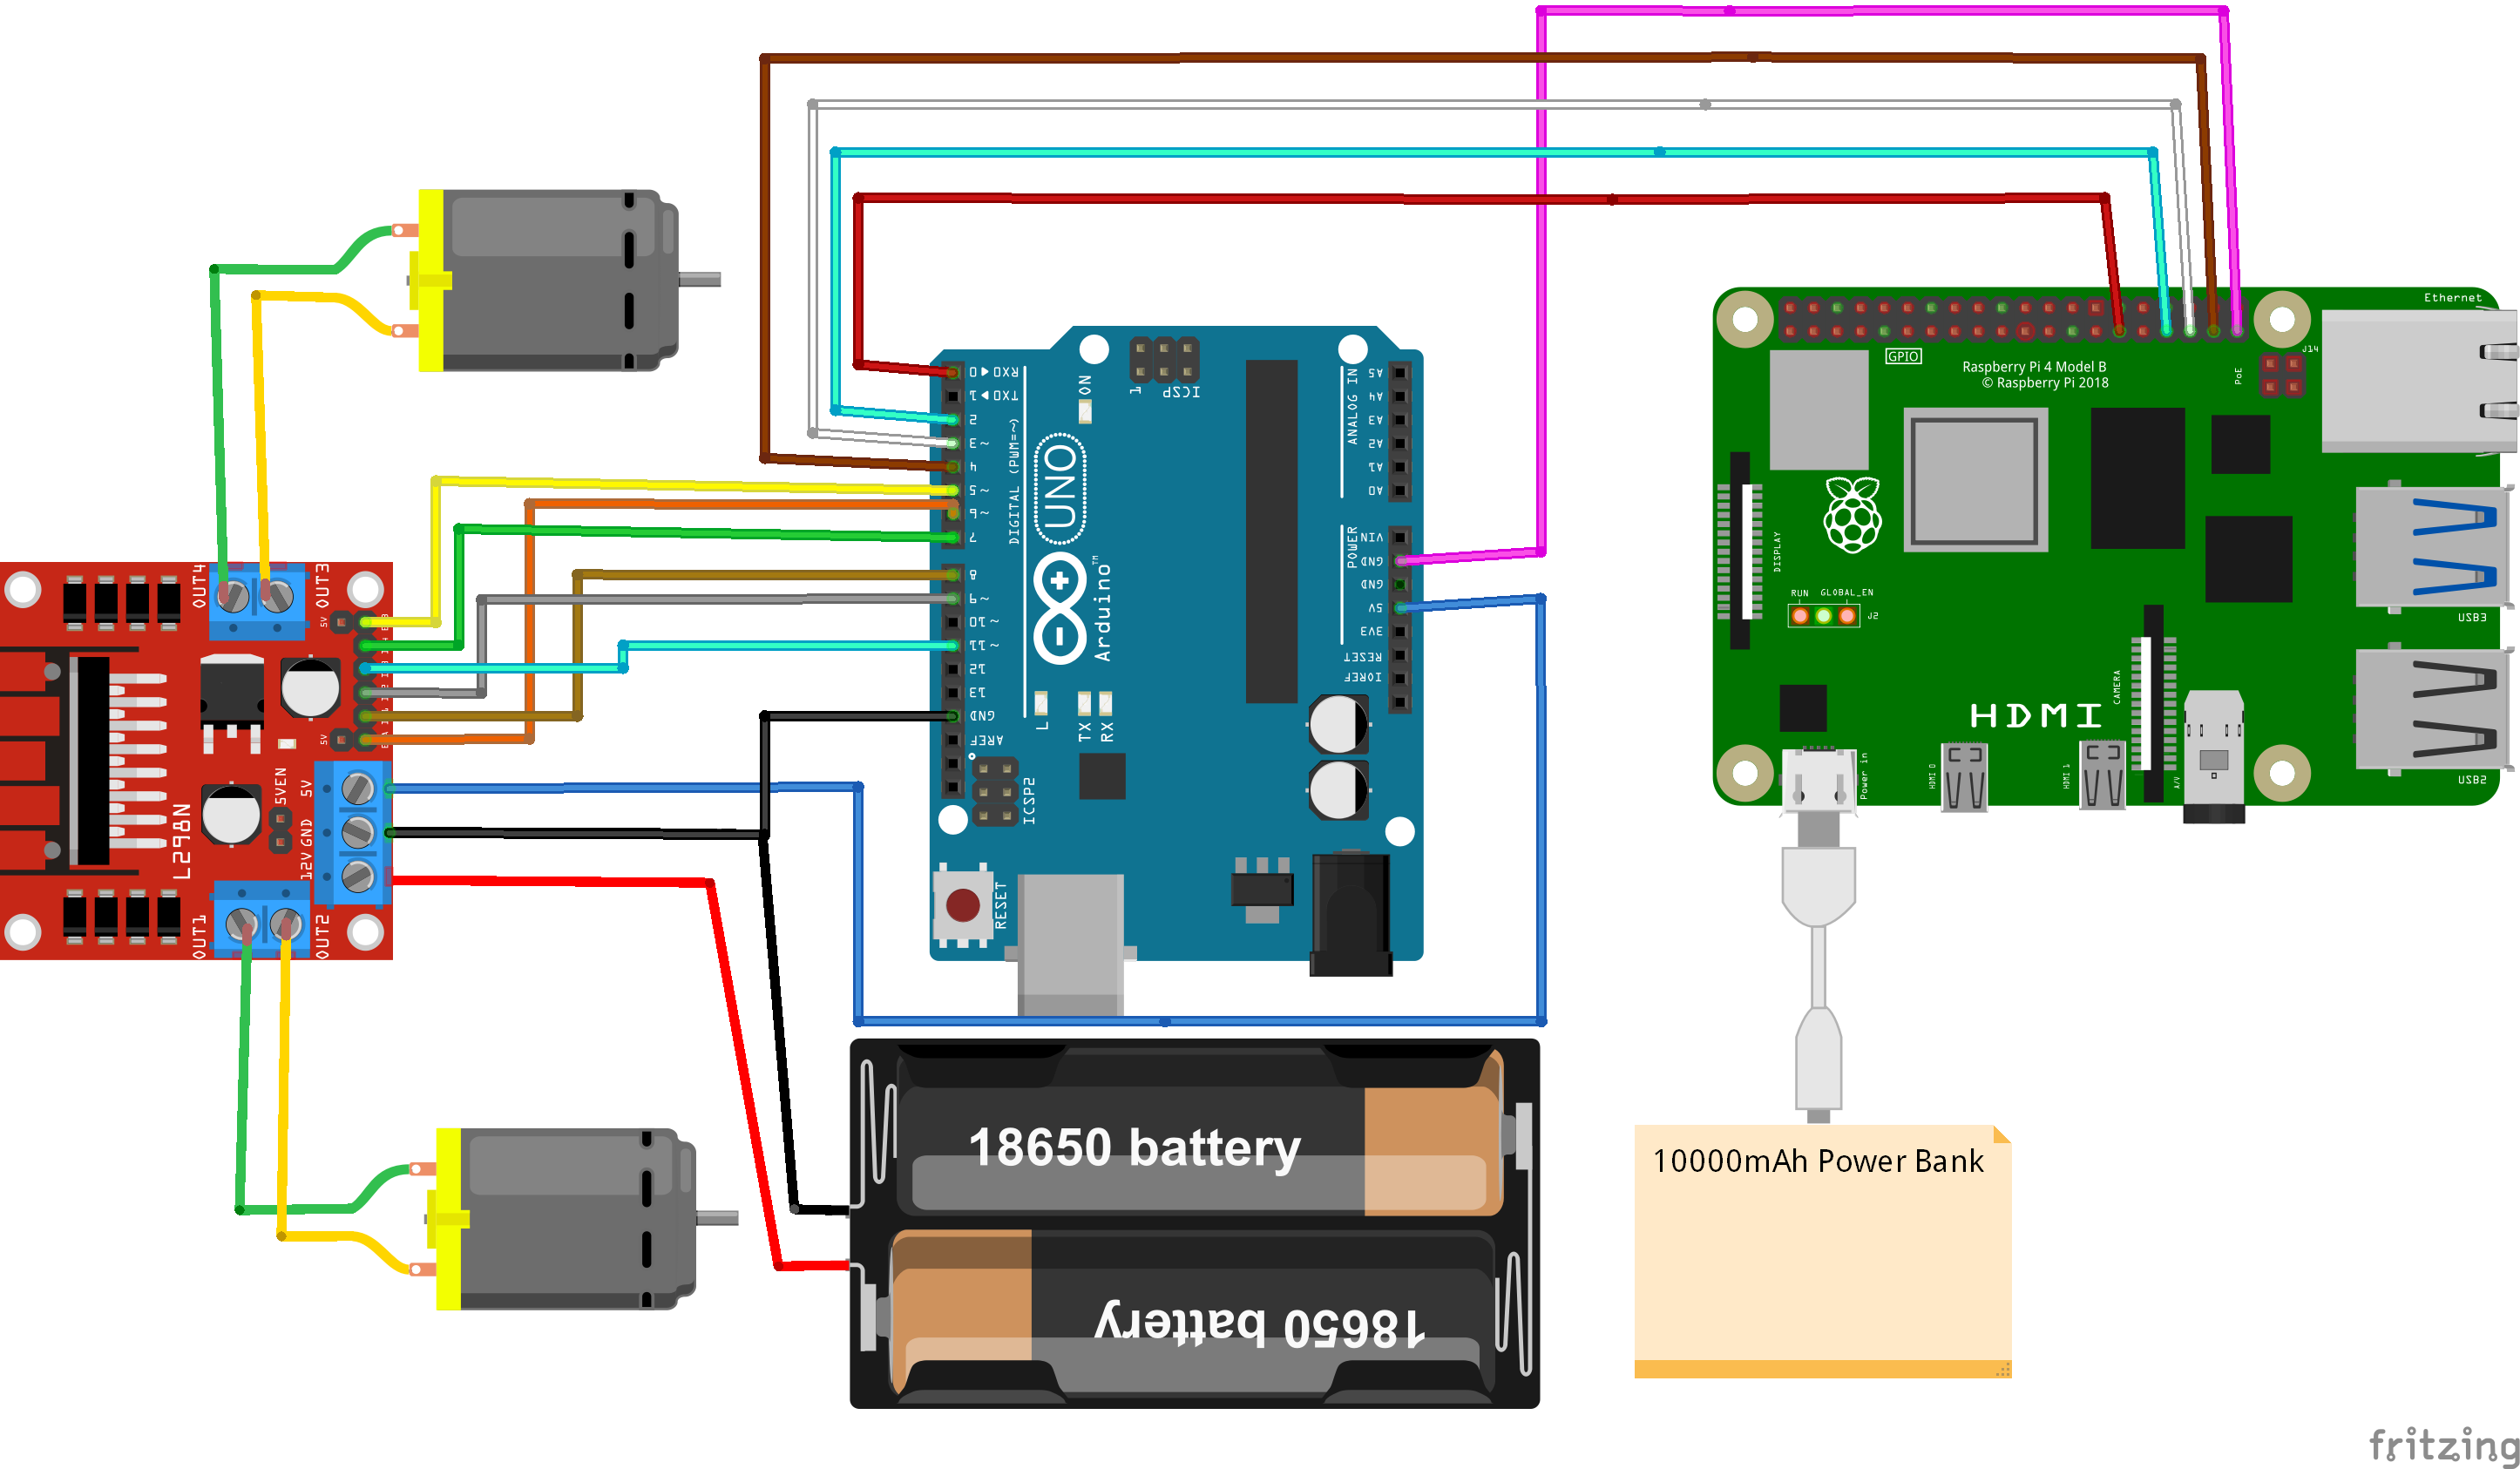 Ethernet
J14
PoE
GPIO
Raspberry Pi 4 Model B
© Raspberry Pi 2018
DISPLAY
RUN
GLOBAL_EN
J2
CAMERA
HDMI
USB3
USB2
Power in
HDMI 0
HDMI 1
A/V
10000mAh Power Bank
1
ICSP
ON
RX0 ◀ 0
TX0 ▶ 1
2
~ 3
4
~ 5
~ 6
7
8
~ 9
~ 10
~ 11
12
13
GND
AREF
DIGITAL (PWM=~)
UNO
Arduino™
L
TX
RX
ICSP2
RESET
ANALOG IN
A5
A4
A3
A2
A1
A0
POWER
VIN
GND
GND
5V
3V3
RESET
IOREF
OUT4
OUT3
5V
5V
5VEN
5V
GND
12V
L298N
OUT1
OUT2
18650 battery
18650 battery
fritzing